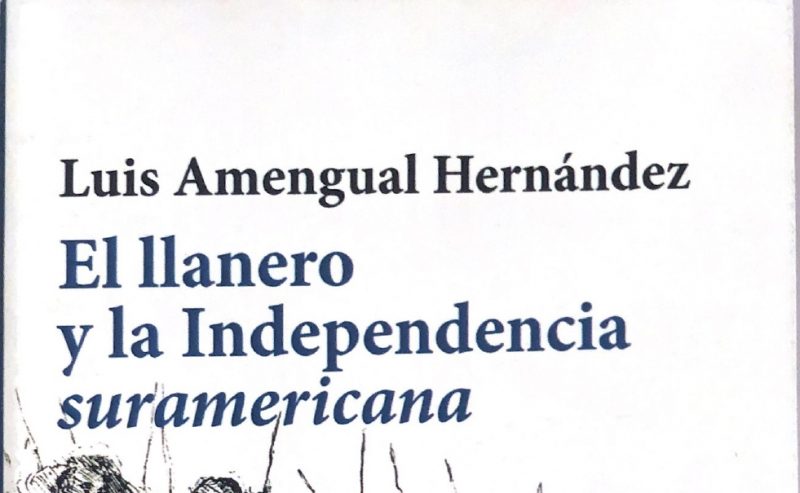 Luis Amengual Hernández
El llanero
y la Independencia
suramericana